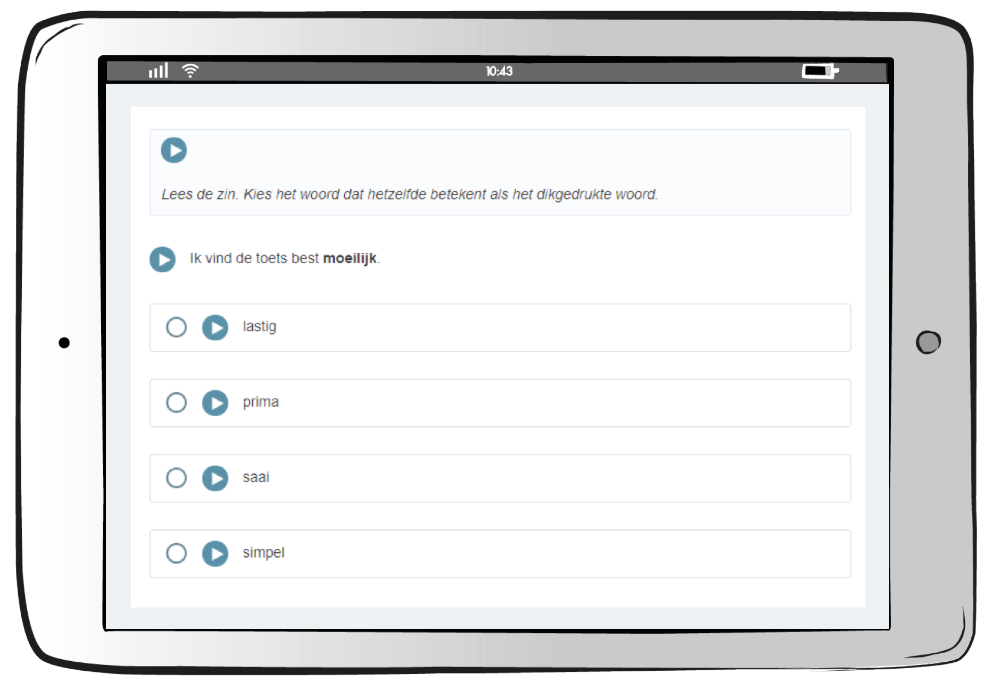 10:43
Lees de zin. Kies het woord dat hetzelfde betekent als het dikgedrukte woord.
Ik vind de toets best moeilijk.
lastig
prima
saai
simpel